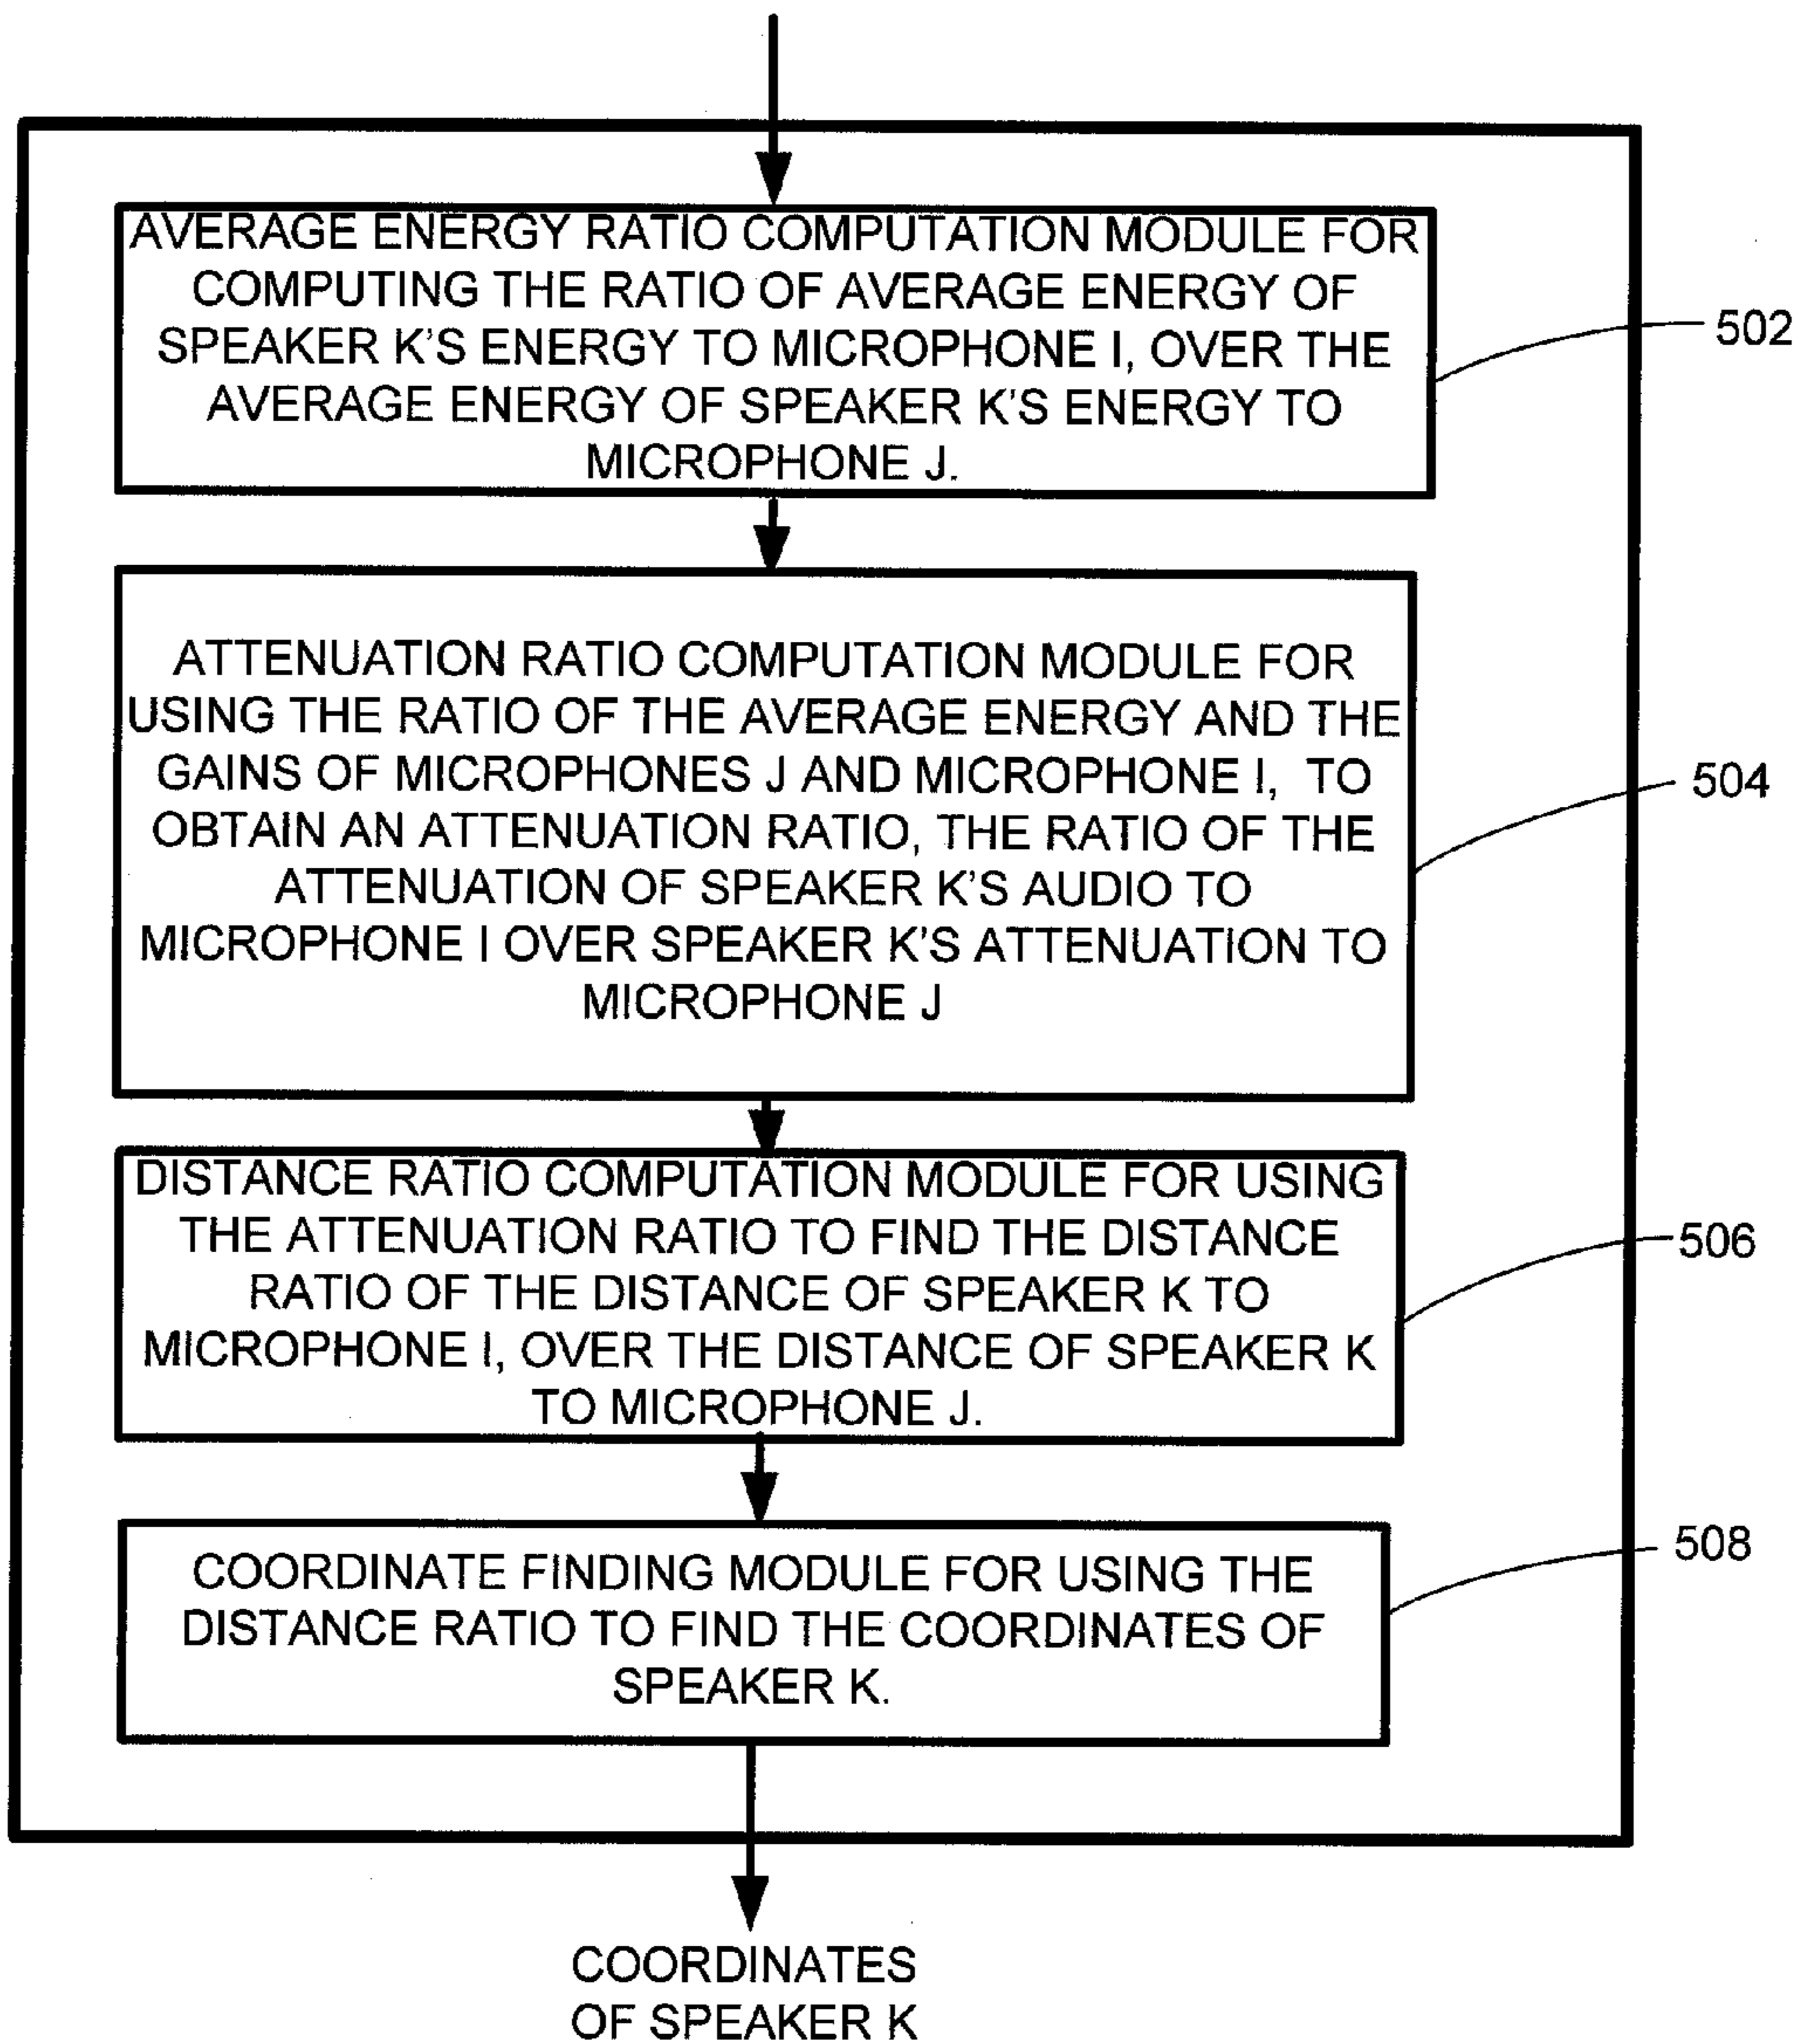 AVERAGE ENERGY RATIO COMPUTATION MODULE FOR
COMPUTING THE RATIO OF AVERAGE ENERGY OF
SPEAKER K'S ENERGY TO MICROPHONE I, OVER THE
AVERAGE ENERGY OF SPEAKER K'S ENERGY TO
MICROPHONE J.
502
ATTENUATION RATIO COMPUTATION MODULE FOR
USING THE RATIO OF THE AVERAGE ENERGY AND THE
GAINS OF MICROPHONES J AND MICROPHONE I, TO
OBTAIN AN ATTENUATION RATIO, THE RATIO OF THE
ATTENUATION OF SPEAKER K'S AUDIO TO
MICROPHONE I OVER SPEAKER K'S ATTENUATION TO
MICROPHONE J
504
DISTANCE RATIO COMPUTATION MODULE FOR USING
THE ATTENUATION RATIO TO FIND THE DISTANCE
RATIO OF THE DISTANCE OF SPEAKER K TO
MICROPHONE I, OVER THE DISTANCE OF SPEAKER K
TO MICROPHONE J.
506
COORDINATE FINDING MODULE FOR USING THE
DISTANCE RATIO TO FIND THE COORDINATES OF
SPEAKER K.
508
COORDINATES
OF SPEAKER K